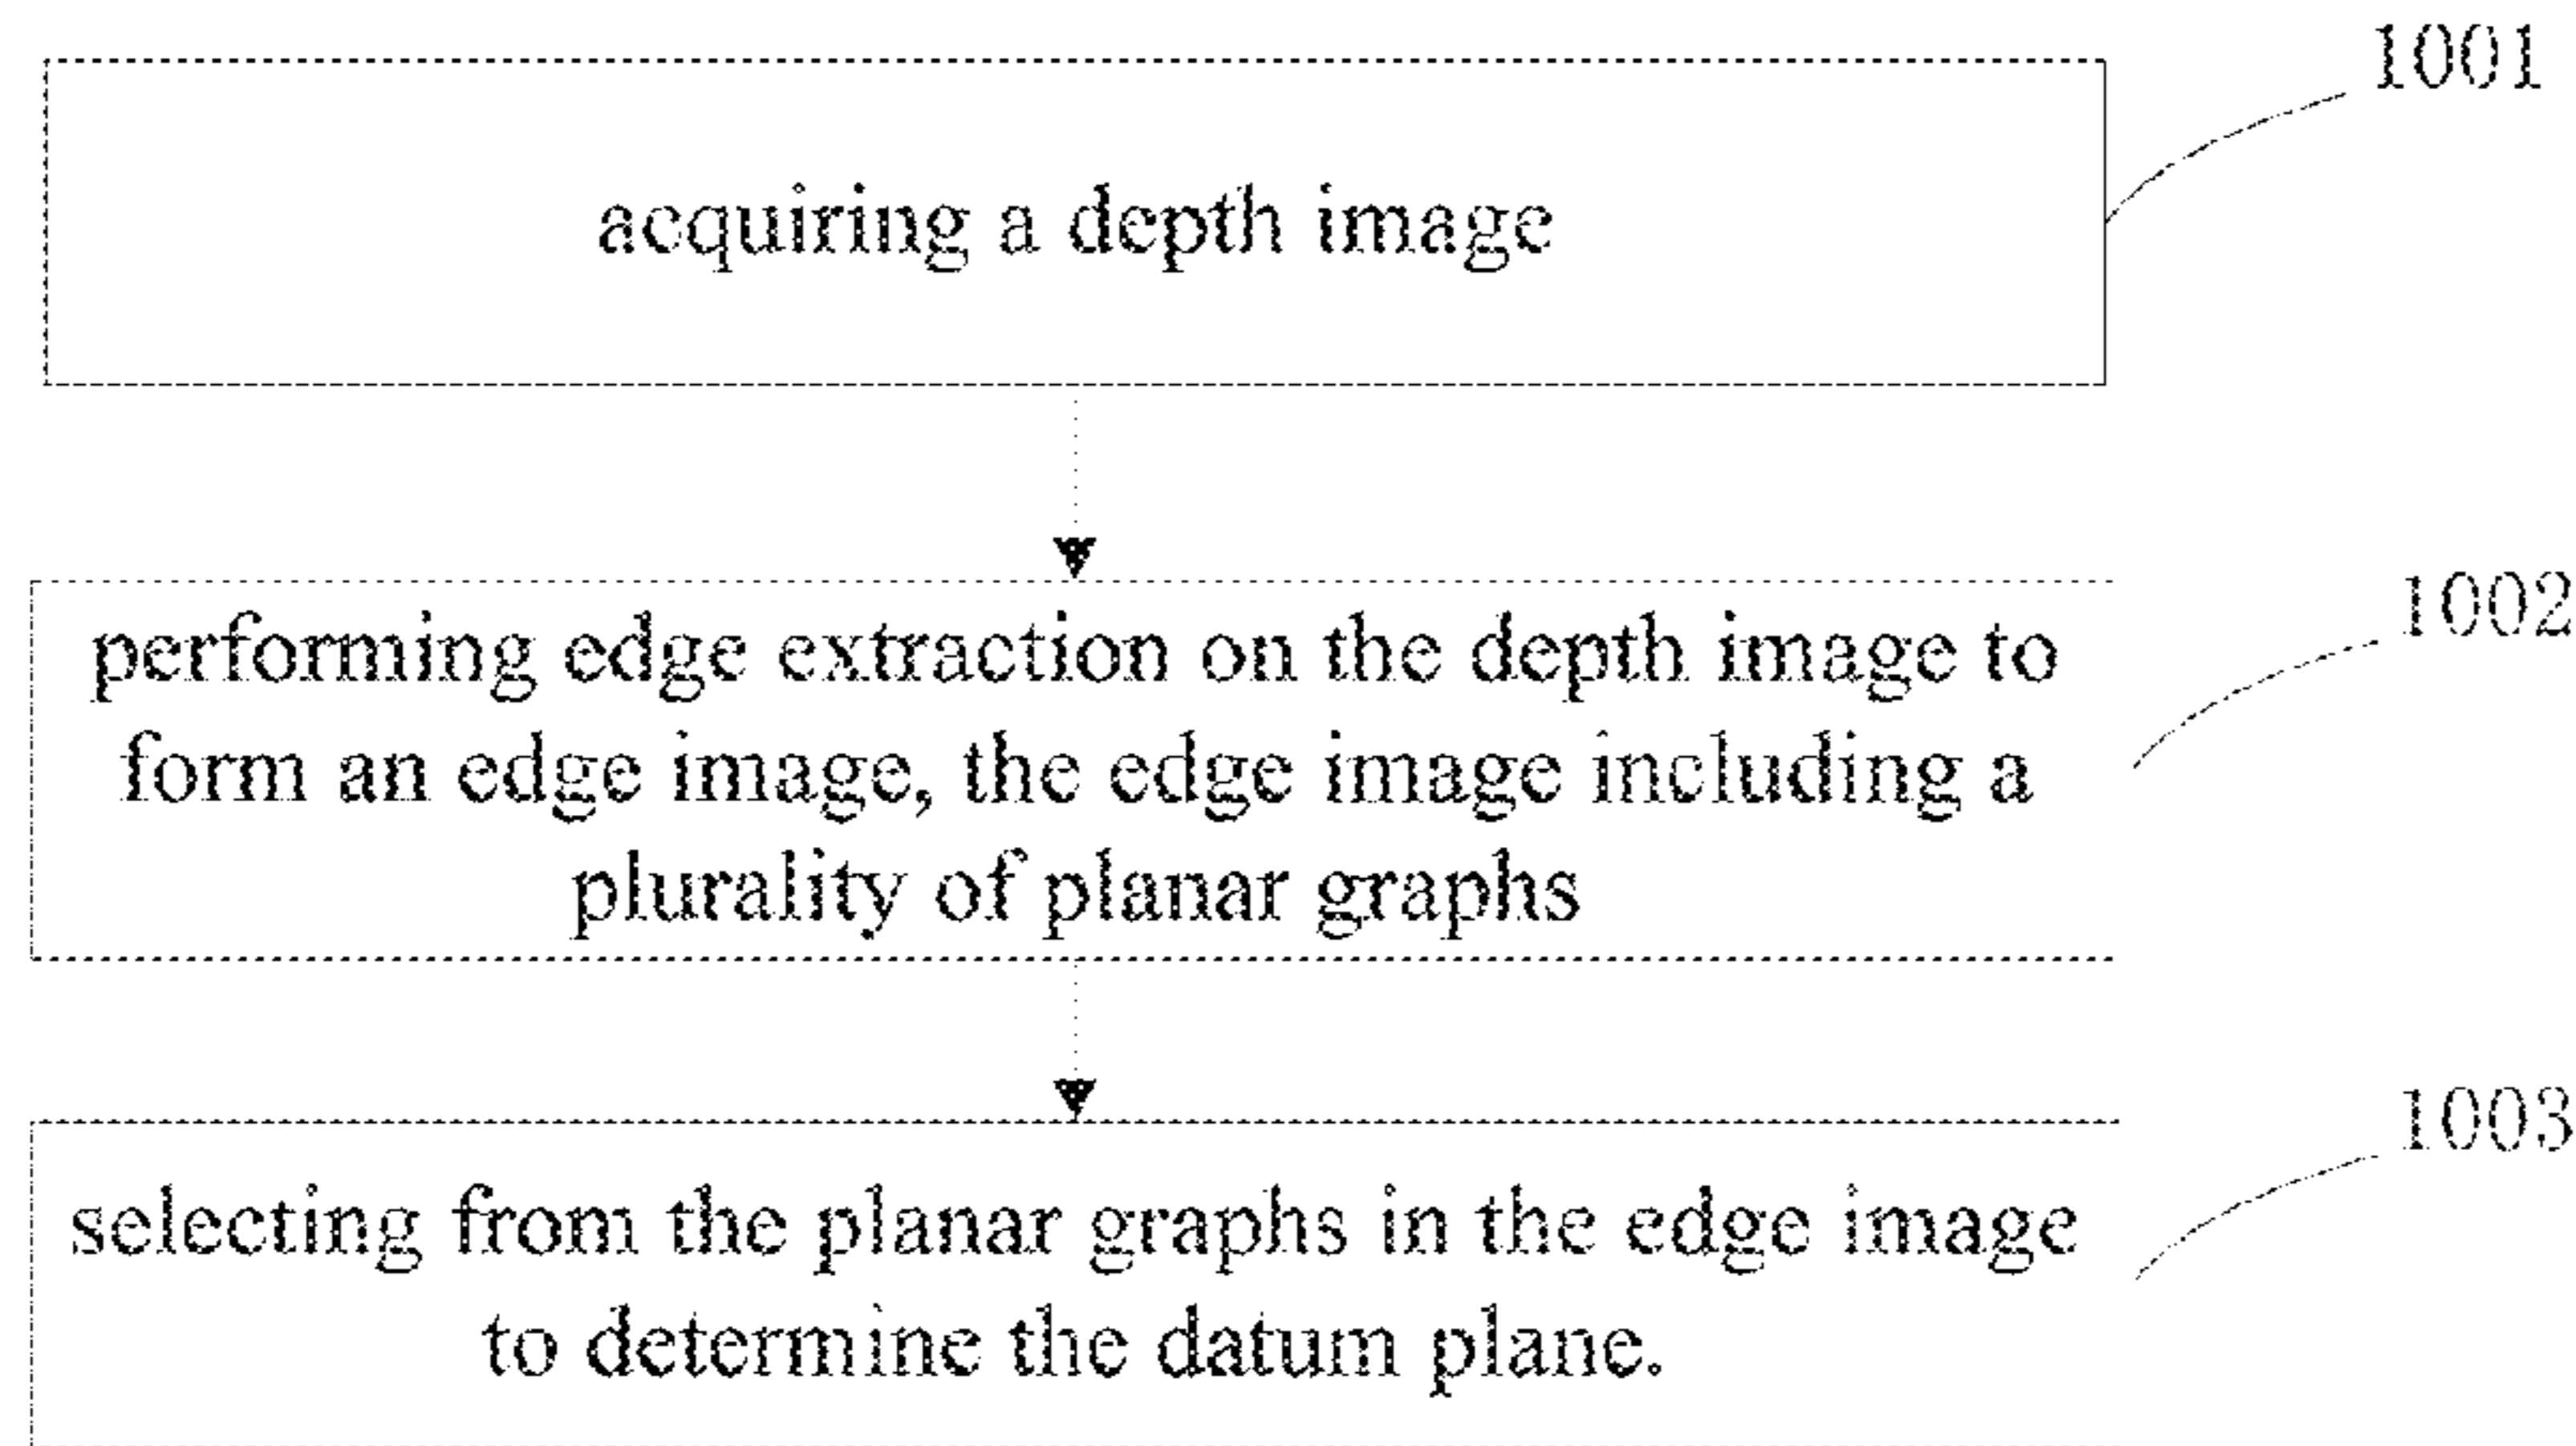 1001
acquiring a depth image
1002
performing edge extraction on the depth image to
form an edge image, the edge image including a
plurality of planar graphs
1003
selecting from the planar graphs in the edge image
to determine the datum plane.